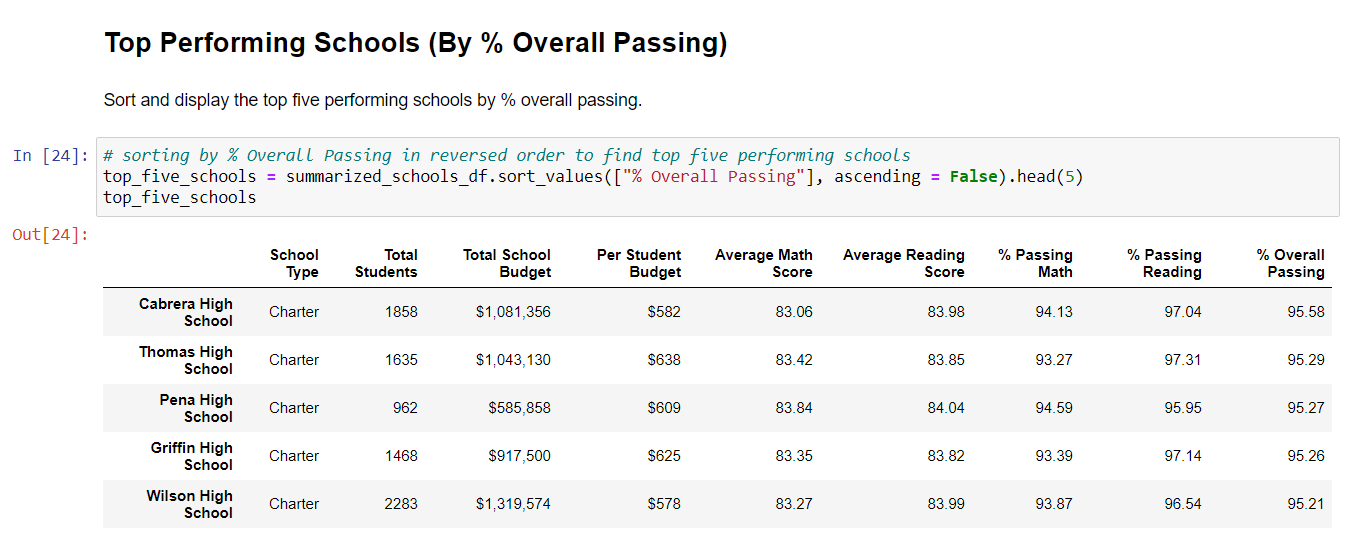 Top Performing Schools (By % Overall Passing)
Sort and display the top five performing schools by % overall passing.
In [24]: # sorting by % Overall Passing in reversed order to find top five performing schools
top_five_schools = summarized_schools_df.sort_values(["% Overall Passing"], ascending = False).head(5)
top_five_schools
Out[24]:
School Total Total School Per Student Average Math Average Reading % Passing % Passing % Overall
Type Students Budget Budget Score Score Math Reading Passing
Cabrera High
School Charter 1858 $1,081,356 $582 83.06 83.98 94.13 97.04 95.58
Thomas High
School Charter 1635 $1,043,130 $638 83.42 83.85 93.27 97.31 95.29
Pena High
School Charter 962 $585,858 $609 83.84 84.04 94.59 95.95 95.27
Griffin High
School Charter 1468 $917,500 $625 83.35 83.82 93.39 97.14 95.26
Wilson High
School Charter 2283 $1,319,574 $578 83.27 83.99 93.87 96.54 95.21